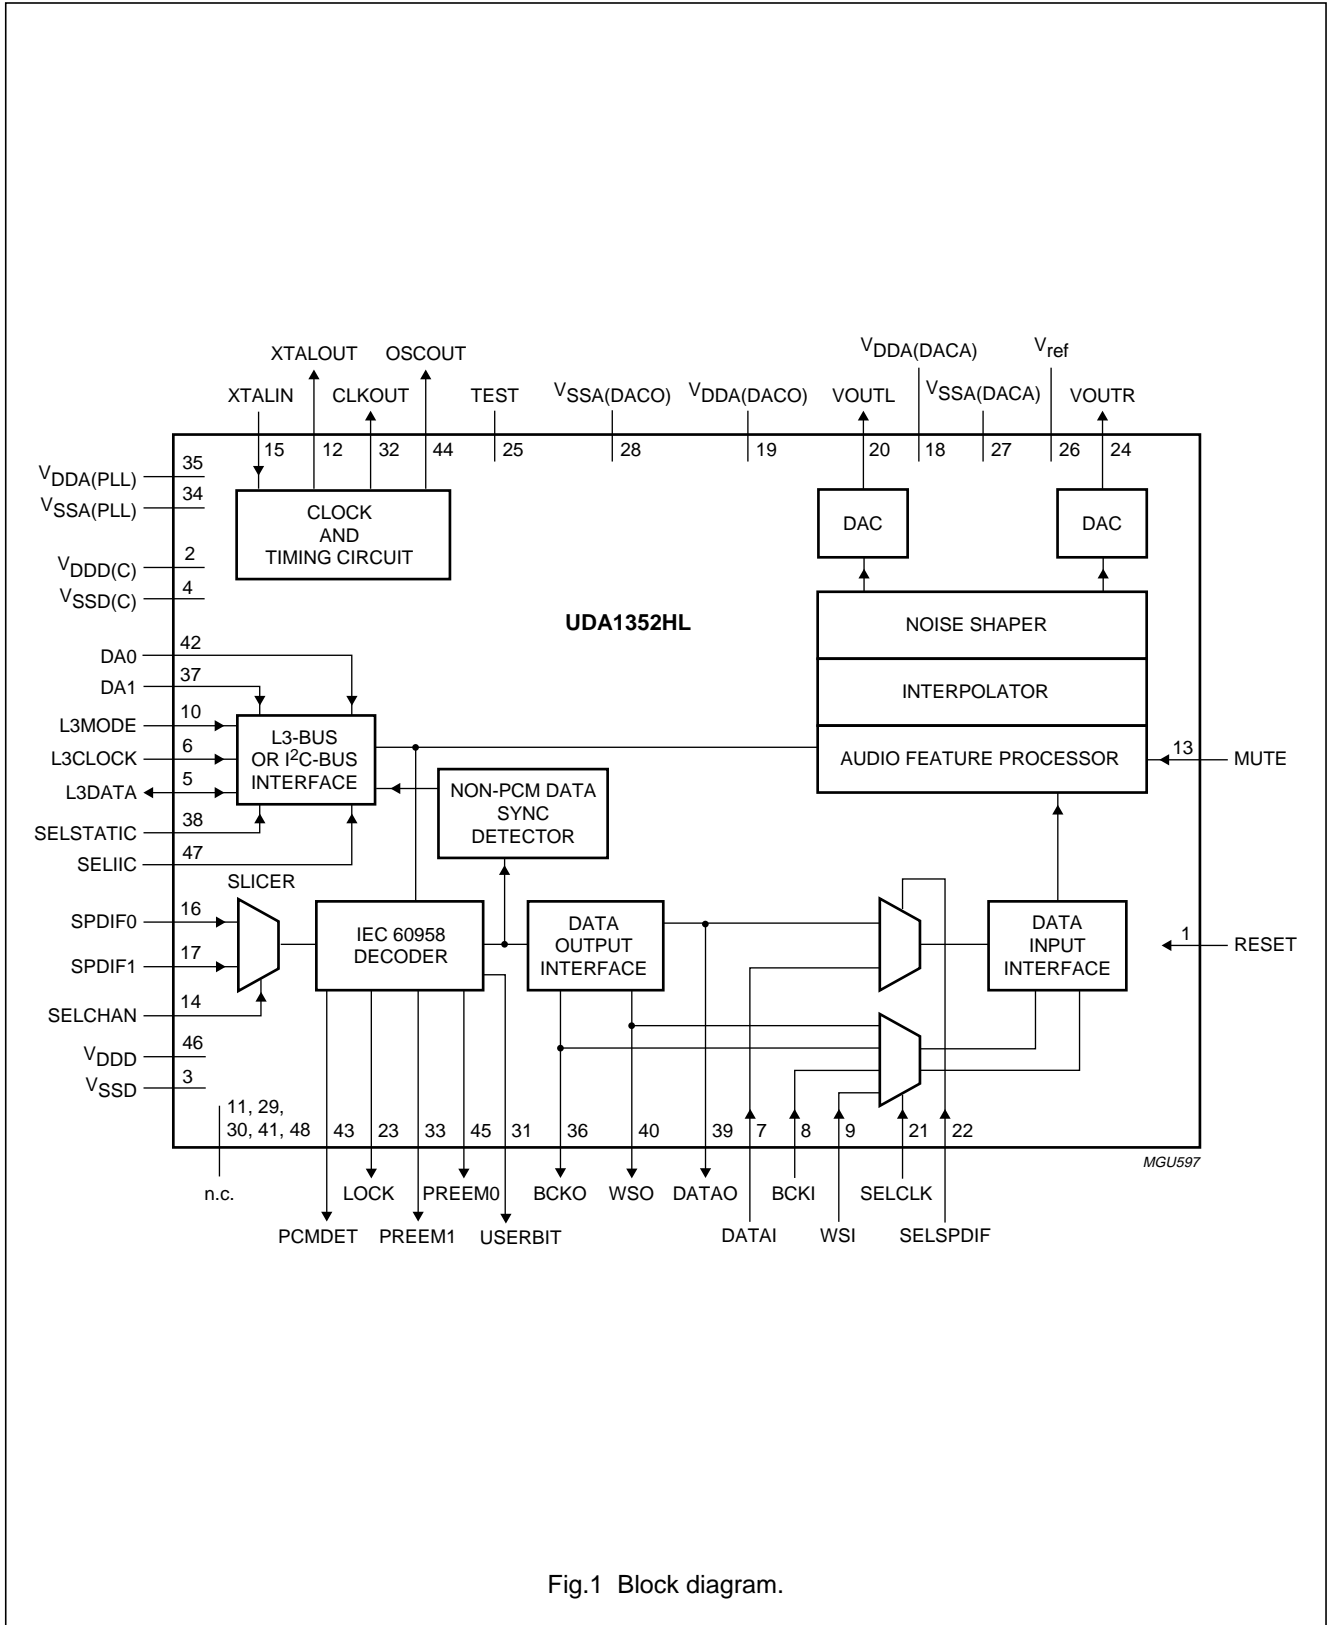 V_ref
V_DDA(DACA)
XTALOUT OSCOUT
XTALIN CLKOUT TEST V_SSA(DACO) V_DDA(DACO) VOUTL V_SSA(DACA) VOUTR
15 12 32 44 25 28 19 20 18 27 26 24
V_DDA(PLL) 35
V_SSA(PLL) 34
CLOCK
AND
TIMING CIRCUIT
DAC DAC
V_DDD(C) 2
V_SSD(C) 4
UDA1352HL
NOISE SHAPER
INTERPOLATOR
AUDIO FEATURE PROCESSOR
13 MUTE
DA0 42
DA1 37
L3MODE 10
L3CLOCK 6
L3DATA 5
SELSTATIC 38
SELIIC 47
L3-BUS
OR I²C-BUS
INTERFACE
NON-PCM DATA
SYNC
DETECTOR
SLICER
SPDIF0 16
SPDIF1 17
SELCHAN 14
IEC 60958
DECODER
DATA
OUTPUT
INTERFACE
DATA
INPUT
INTERFACE
1 RESET
V_DDD 46
V_SSD 3
11, 29,
30, 41, 48 43 23 33 45 31 36 40 39 7 8 9 21 22
MGU597
n.c. LOCK PREEM0 BCKO WSO DATAO BCKI SELCLK
PCMDET PREEM1 USERBIT DATAI WSI SELSPDIF
Fig.1 Block diagram.